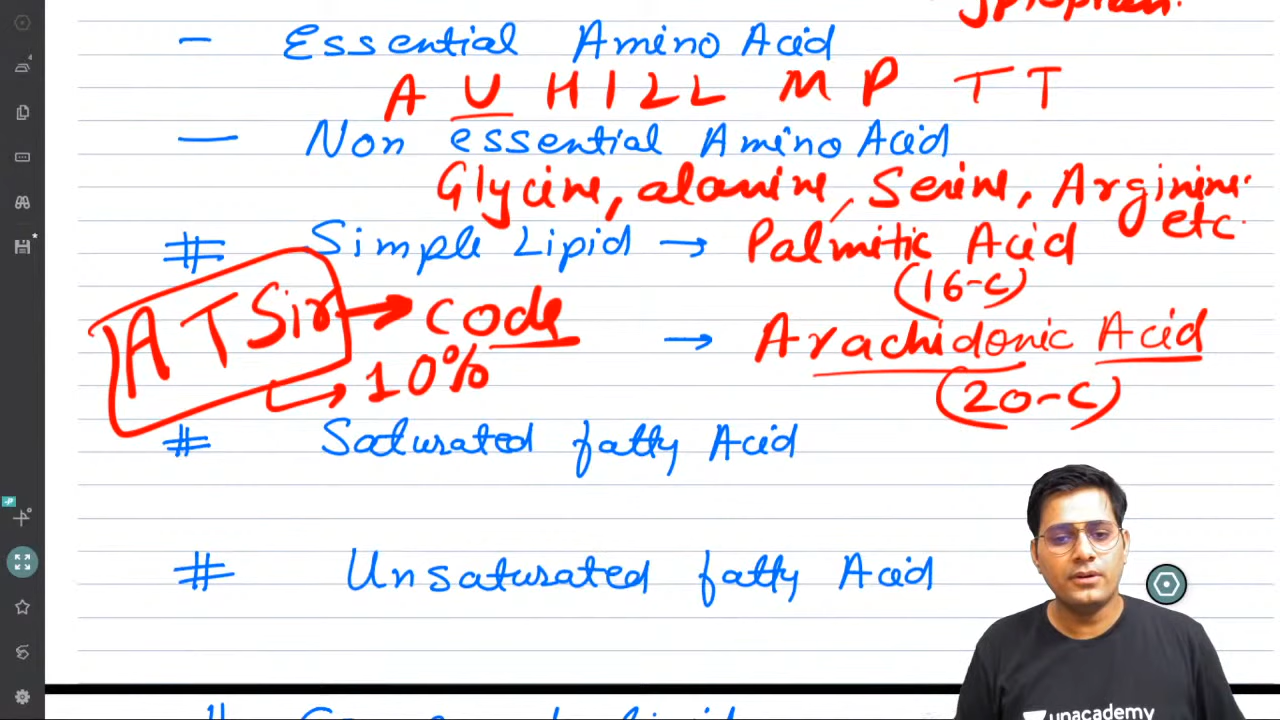 - Essential Amino Acid
A U H I L L M P T T
- Non essential Amino Acid
Glycine, alanine, Serine, Arginine.
etc.
# Simple Lipid → Palmitic Acid
(16-C)
AT Sir → code
→ 10%
→ Arachidonic Acid
(20-C)
# Saturated fatty Acid
# Unsaturated fatty Acid
unacademy